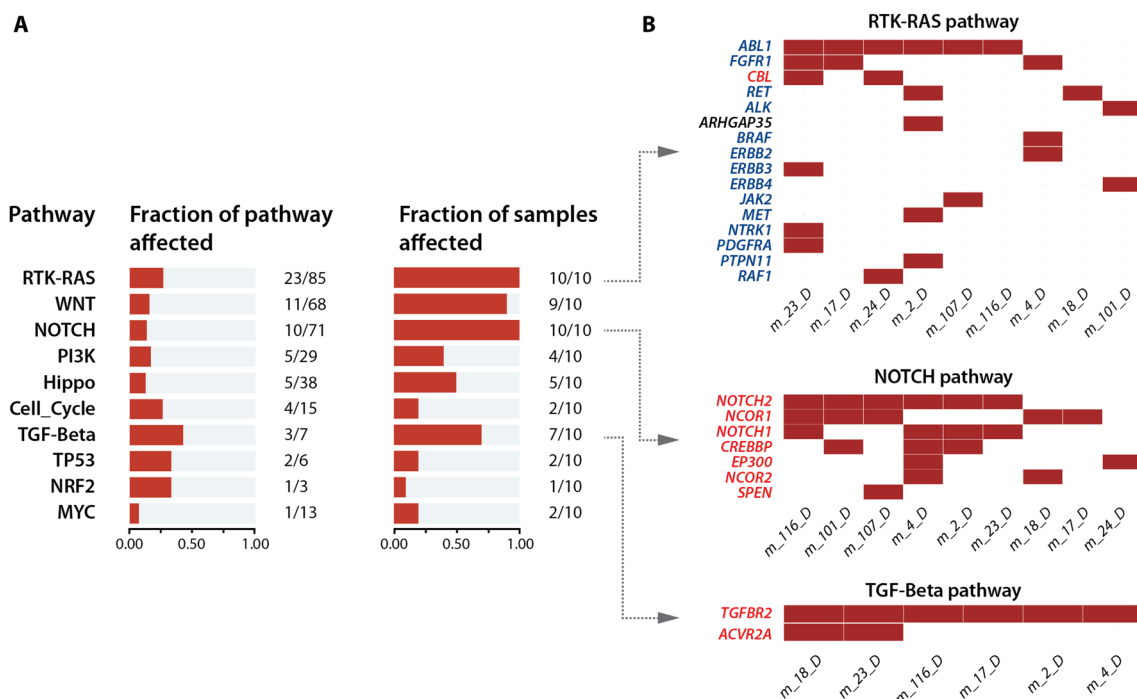 A
Pathway
Fraction of pathway
affected
Fraction of samples
affected
RTK-RAS 23/85 10/10
WNT 11/68 9/10
NOTCH 10/71 10/10
PI3K 5/29 4/10
Hippo 5/38 5/10
Cell_Cycle 4/15 2/10
TGF-Beta 3/7 7/10
TP53 2/6 2/10
NRF2 1/3 1/10
MYC 1/13 2/10
0.00 0.50 1.00 0.00 0.50 1.00
B
RTK-RAS pathway
ABL1
FGFR1
CBL
RET
ALK
ARHGAP35
BRAF
ERBB2
ERBB3
ERBB4
JAK2
MET
NTRK1
PDGFRA
PTPN11
RAF1
m_23_D m_17_D m_24_D m_2_D m_107_D m_116_D m_4_D m_18_D m_101_D
NOTCH pathway
NOTCH2
NCOR1
NOTCH1
CREBBP
EP300
NCOR2
SPEN
m_116_D m_101_D m_107_D m_4_D m_2_D m_23_D m_18_D m_17_D m_24_D
TGF-Beta pathway
TGFBR2
ACVR2A
m_18_D m_23_D m_116_D m_17_D m_2_D m_4_D